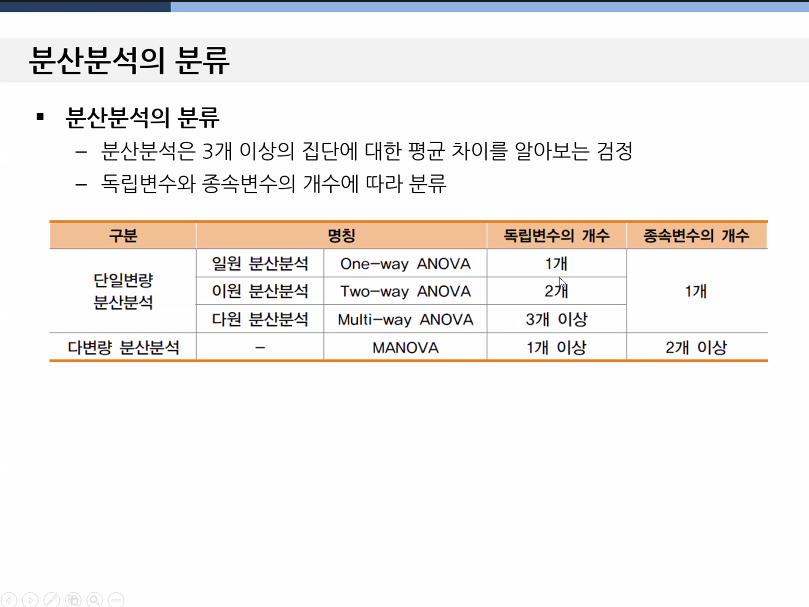 분산분석의 분류
▪ 분산분석의 분류
– 분산분석은 3개 이상의 집단에 대한 평균 차이를 알아보는 검정
– 독립변수와 종속변수의 개수에 따라 분류
구분 명칭 독립변수의 개수 종속변수의 개수
단일변량
분산분석
일원 분산분석 One-way ANOVA 1개
이원 분산분석 Two-way ANOVA 2개
다원 분산분석 Multi-way ANOVA 3개 이상
1개
다변량 분산분석 – MANOVA 1개 이상 2개 이상